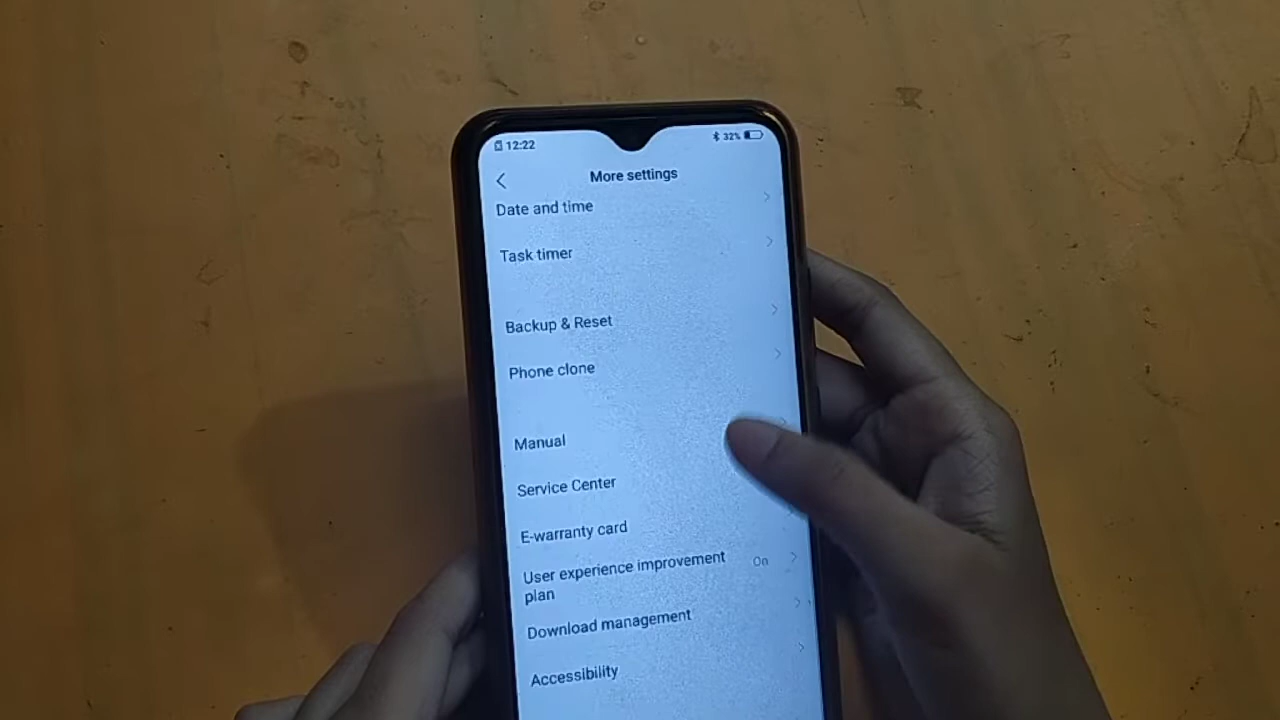 12:22
32%
More settings
Date and time
Task timer
Backup & Reset
Phone clone
Manual
Service Center
E-warranty card
User experience improvement
plan
On
Download management
Accessibility